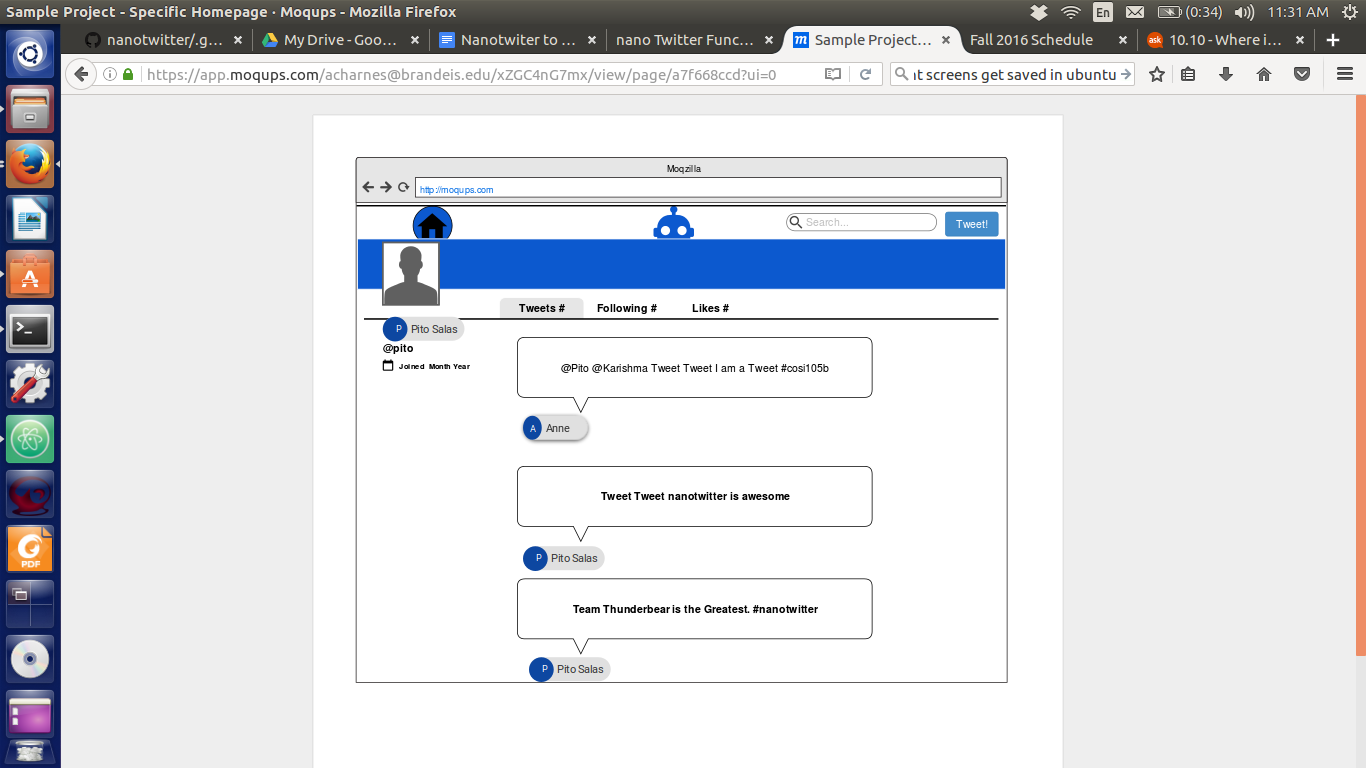 Sample Project - Specific Homepage · Moqups - Mozilla Firefox
En
(0:34)
11:31 AM
nanotwitter/.g...
My Drive - Goo...
Nanotwiter to ...
nano Twitter Func...
Sample Project...
Fall 2016 Schedule
ask
10.10 - Where i...
https://app.moqups.com/acharnes@brandeis.edu/xZGC4nG7mx/view/page/a7f668ccd?ui=0
it screens get saved in ubuntu
Moqzilla
http://moqups.com
Search...
Tweet!
Tweets #
Following #
Likes #
P
Pito Salas
@pito
Joined Month Year
@Pito @Karishma Tweet Tweet I am a Tweet #cosi105b
A
Anne
Tweet Tweet nanotwitter is awesome
P
Pito Salas
Team Thunderbear is the Greatest. #nanotwitter
P
Pito Salas
PDF